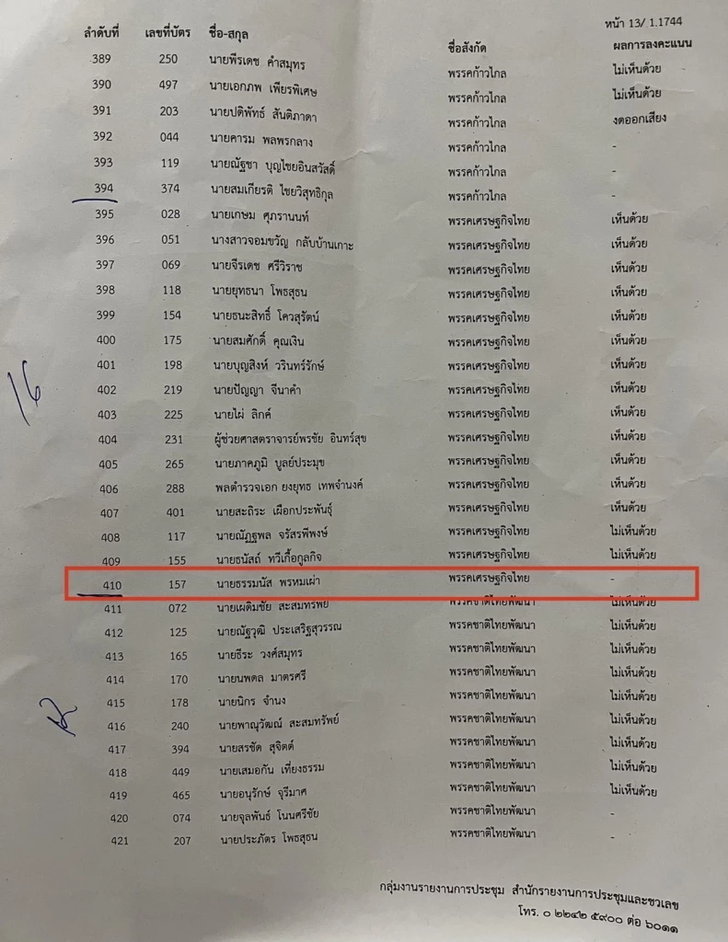 หน้า 13/ 1.1744
ลำดับที่ เลขที่บัตร ชื่อ-สกุล ชื่อสังกัด ผลการลงคะแนน
389 250 นายพีรเดช คำสมุทร พรรคก้าวไกล ไม่เห็นด้วย
390 497 นายเอกภพ เพียรพิเศษ พรรคก้าวไกล ไม่เห็นด้วย
391 203 นายปดิพัทธ์ สันติภาดา พรรคก้าวไกล งดออกเสียง
392 044 นายคารม พลพรกลาง พรรคก้าวไกล -
393 119 นายณัฐชา บุญไชยอินสวัสดิ์ พรรคก้าวไกล -
394 374 นายสมเกียรติ ไชยวิสุทธิกุล พรรคก้าวไกล -
395 028 นายเกษม ศุภรานนท์ พรรคเศรษฐกิจไทย เห็นด้วย
396 051 นางสาวจอมขวัญ กลับบ้านเกาะ พรรคเศรษฐกิจไทย เห็นด้วย
397 069 นายจีรเดช ศรีวิราช พรรคเศรษฐกิจไทย เห็นด้วย
398 118 นายยุทธนา โพธสุธน พรรคเศรษฐกิจไทย เห็นด้วย
399 154 นายธนะสิทธิ์ โควสุรัตน์ พรรคเศรษฐกิจไทย เห็นด้วย
400 175 นายสมศักดิ์ คุณเงิน พรรคเศรษฐกิจไทย เห็นด้วย
401 198 นายบุญสิงห์ วรินทร์รักษ์ พรรคเศรษฐกิจไทย เห็นด้วย
402 219 นายปัญญา จีนาคำ พรรคเศรษฐกิจไทย เห็นด้วย
403 225 นายไผ่ ลิกค์ พรรคเศรษฐกิจไทย เห็นด้วย
404 231 ผู้ช่วยศาสตราจารย์พรชัย อินทร์สุข พรรคเศรษฐกิจไทย เห็นด้วย
405 265 นายภาคภูมิ บูลย์ประมุข พรรคเศรษฐกิจไทย เห็นด้วย
406 288 พลตำรวจเอก ยงยุทธ เทพจำนงค์ พรรคเศรษฐกิจไทย เห็นด้วย
407 401 นายสะถิระ เผือกประพันธุ์ พรรคเศรษฐกิจไทย เห็นด้วย
408 117 นายณัฏฐพล จรัสรพีพงษ์ พรรคเศรษฐกิจไทย ไม่เห็นด้วย
409 155 นายธนัสถ์ ทวีเกื้อกูลกิจ พรรคเศรษฐกิจไทย ไม่เห็นด้วย
410 157 นายธรรมนัส พรหมเผ่า พรรคเศรษฐกิจไทย -
411 072 นายเผดิมชัย สะสมทรัพย์ พรรคชาติไทยพัฒนา ไม่เห็นด้วย
412 125 นายณัฐวุฒิ ประเสริฐสุวรรณ พรรคชาติไทยพัฒนา ไม่เห็นด้วย
413 165 นายธีระ วงศ์สมุทร พรรคชาติไทยพัฒนา ไม่เห็นด้วย
414 170 นายนพดล มาตรศรี พรรคชาติไทยพัฒนา ไม่เห็นด้วย
415 178 นายนิกร จำนง พรรคชาติไทยพัฒนา ไม่เห็นด้วย
416 240 นายพาณุวัฒณ์ สะสมทรัพย์ พรรคชาติไทยพัฒนา ไม่เห็นด้วย
417 394 นายสรชัด สุจิตต์ พรรคชาติไทยพัฒนา ไม่เห็นด้วย
418 449 นายเสมอกัน เที่ยงธรรม พรรคชาติไทยพัฒนา ไม่เห็นด้วย
419 465 นายอนุรักษ์ จุรีมาศ พรรคชาติไทยพัฒนา ไม่เห็นด้วย
420 074 นายจุลพันธ์ โนนศรีชัย พรรคชาติไทยพัฒนา -
421 207 นายประภัตร โพธสุธน พรรคชาติไทยพัฒนา -
16
กลุ่มงานรายงานการประชุม สำนักรายงานการประชุมและชวเลข
โทร. ๐ ๒๒๔๒ ๕๙๐๐ ต่อ ๖๐๑๑